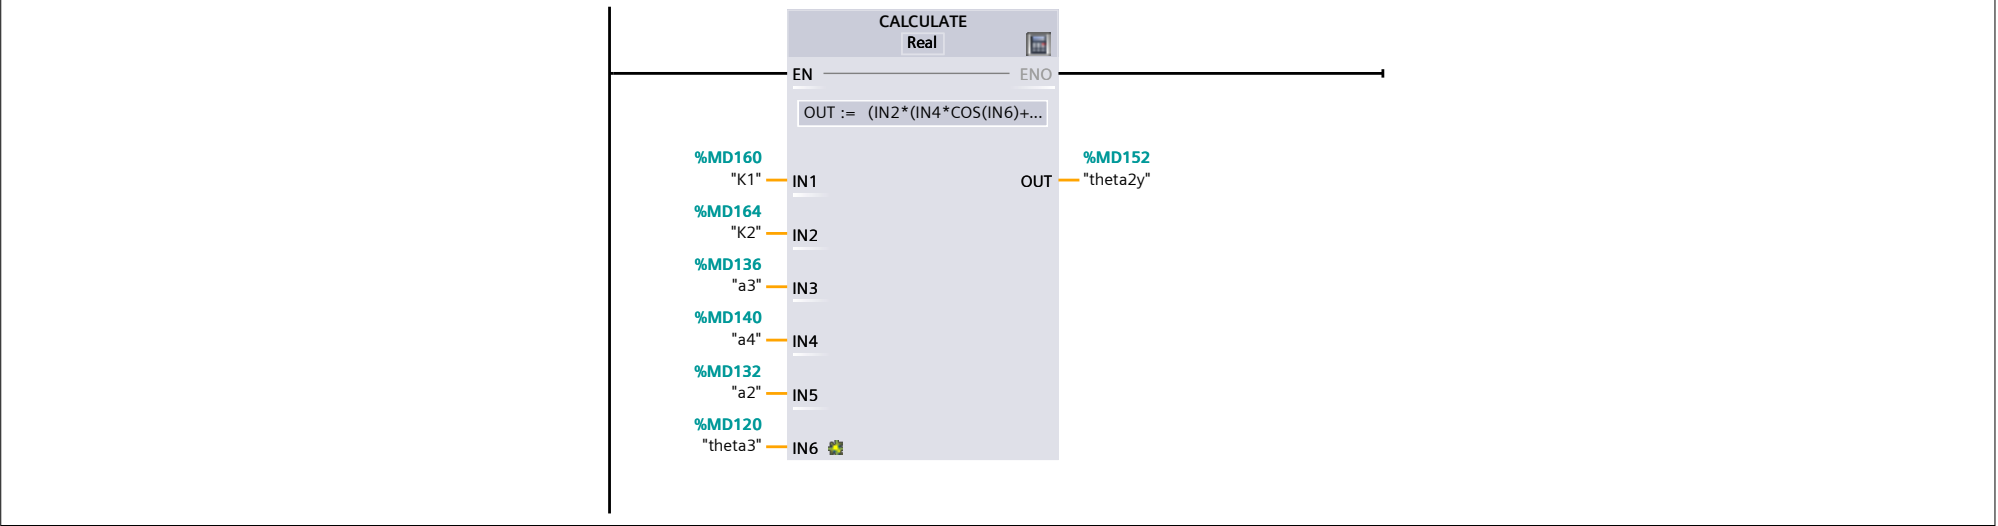 CALCULATE
Real
EN ENO
OUT := (IN2*(IN4*COS(IN6)+...
%MD160 %MD152
"K1" IN1 OUT "theta2y"
%MD164
"K2" IN2
%MD136
"a3" IN3
%MD140
"a4" IN4
%MD132
"a2" IN5
%MD120
"theta3" IN6